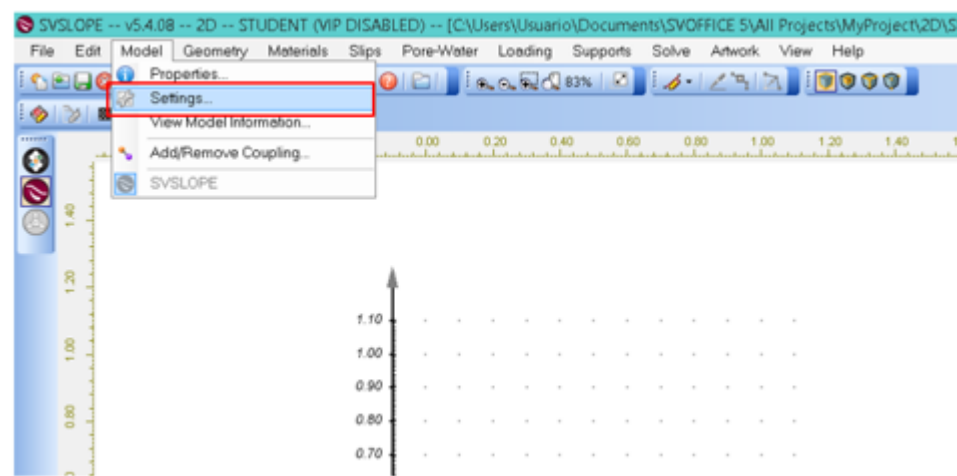 SVSLOPE -- v5.4.08 -- 2D -- STUDENT (VIP DISABLED) -- [C:\Users\Usuario\Documents\SVOFFICE 5\All Projects\MyProject\2D\S
File Edit Model Geometry Materials Slips Pore-Water Loading Supports Solve Artwork View Help
Properties...
83%
Settings...
View Model Information...
Add/Remove Coupling...
SVSLOPE
0.00 0.20 0.40 0.60 0.80 1.00 1.20 1.40
1.40
1.20
1.00
0.80
1.10
1.00
0.90
0.80
0.70